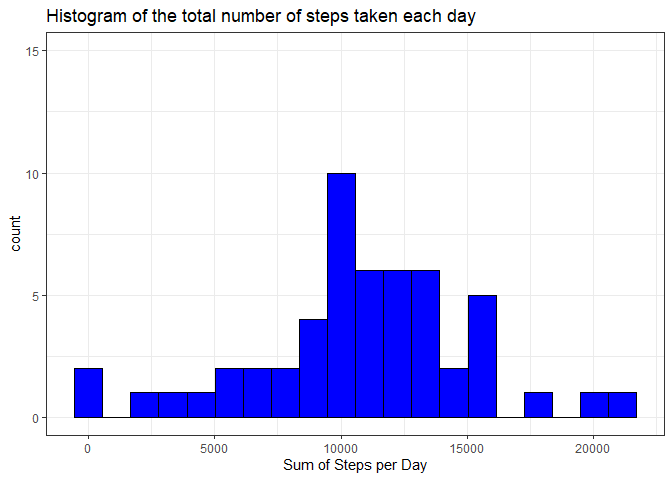 Histogram of the total number of steps taken each day
15
10
5
0
count
0 5000 10000 15000 20000
Sum of Steps per Day